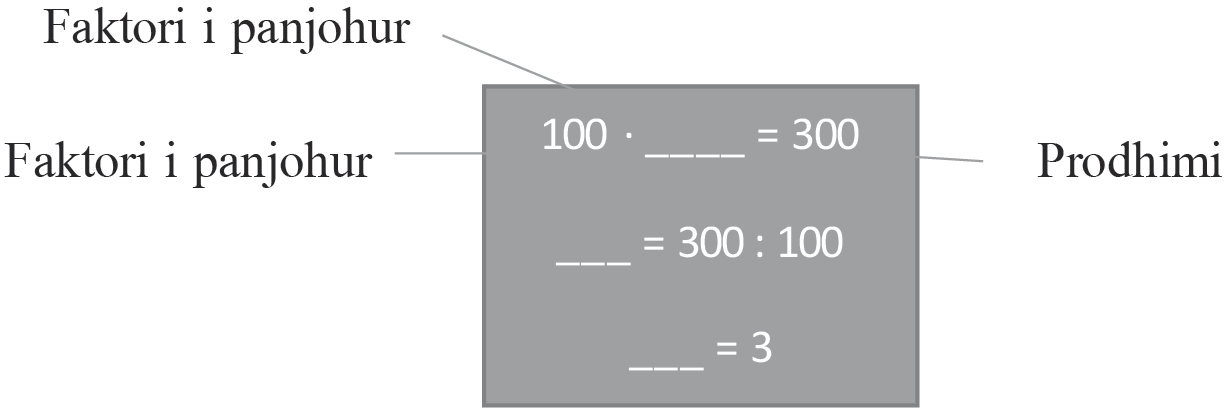 Faktori i panjohur
100 · ____ = 300
Faktori i panjohur
Prodhimi
___ = 300 : 100
___ = 3